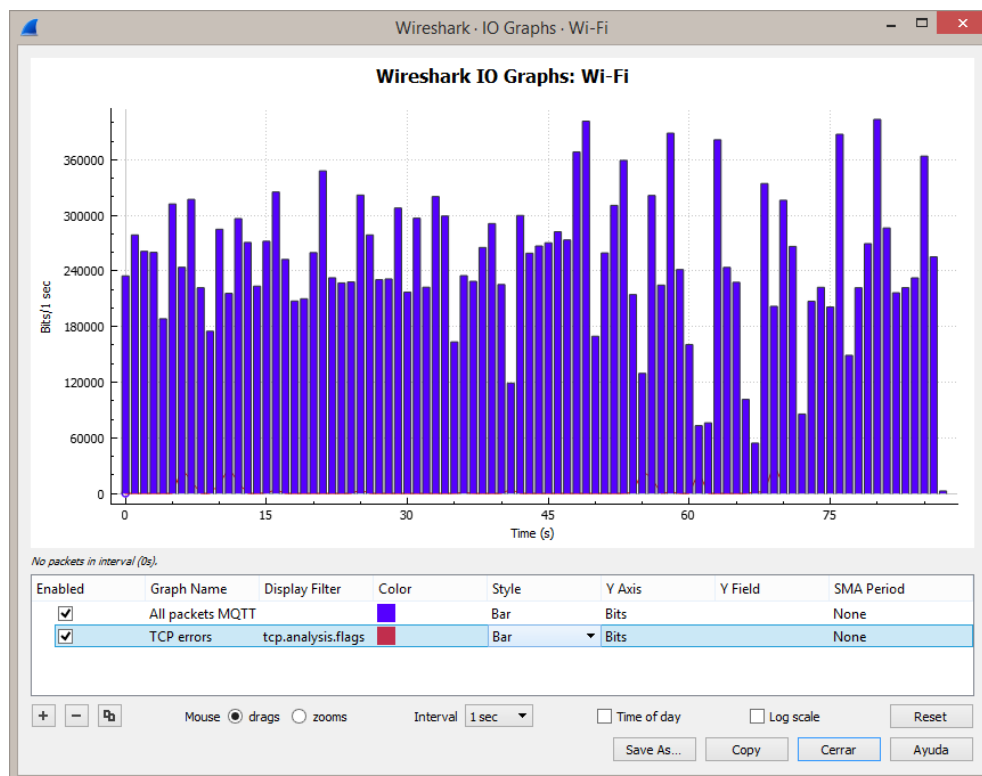 Wireshark · IO Graphs · Wi-Fi
Wireshark IO Graphs: Wi-Fi
360000
300000
240000
180000
120000
60000
0
Bits/1 sec
0 15 30 45 60 75
Time (s)
No packets in interval (0s).
Enabled Graph Name Display Filter Color Style Y Axis Y Field SMA Period
All packets MQTT Bar Bits None
TCP errors tcp.analysis.flags Bar Bits None
Mouse drags zooms Interval 1 sec Time of day Log scale Reset
Save As... Copy Cerrar Ayuda